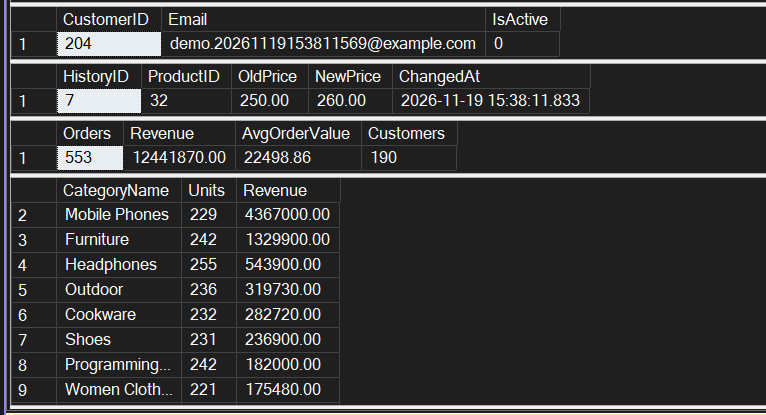 CustomerID Email IsActive
1 204 demo.20261119153811569@example.com 0
HistoryID ProductID OldPrice NewPrice ChangedAt
1 7 32 250.00 260.00 2026-11-19 15:38:11.833
Orders Revenue AvgOrderValue Customers
1 553 12441870.00 22498.86 190
CategoryName Units Revenue
2 Mobile Phones 229 4367000.00
3 Furniture 242 1329900.00
4 Headphones 255 543900.00
5 Outdoor 236 319730.00
6 Cookware 232 282720.00
7 Shoes 231 236900.00
8 Programming... 242 182000.00
9 Women Cloth... 221 175480.00